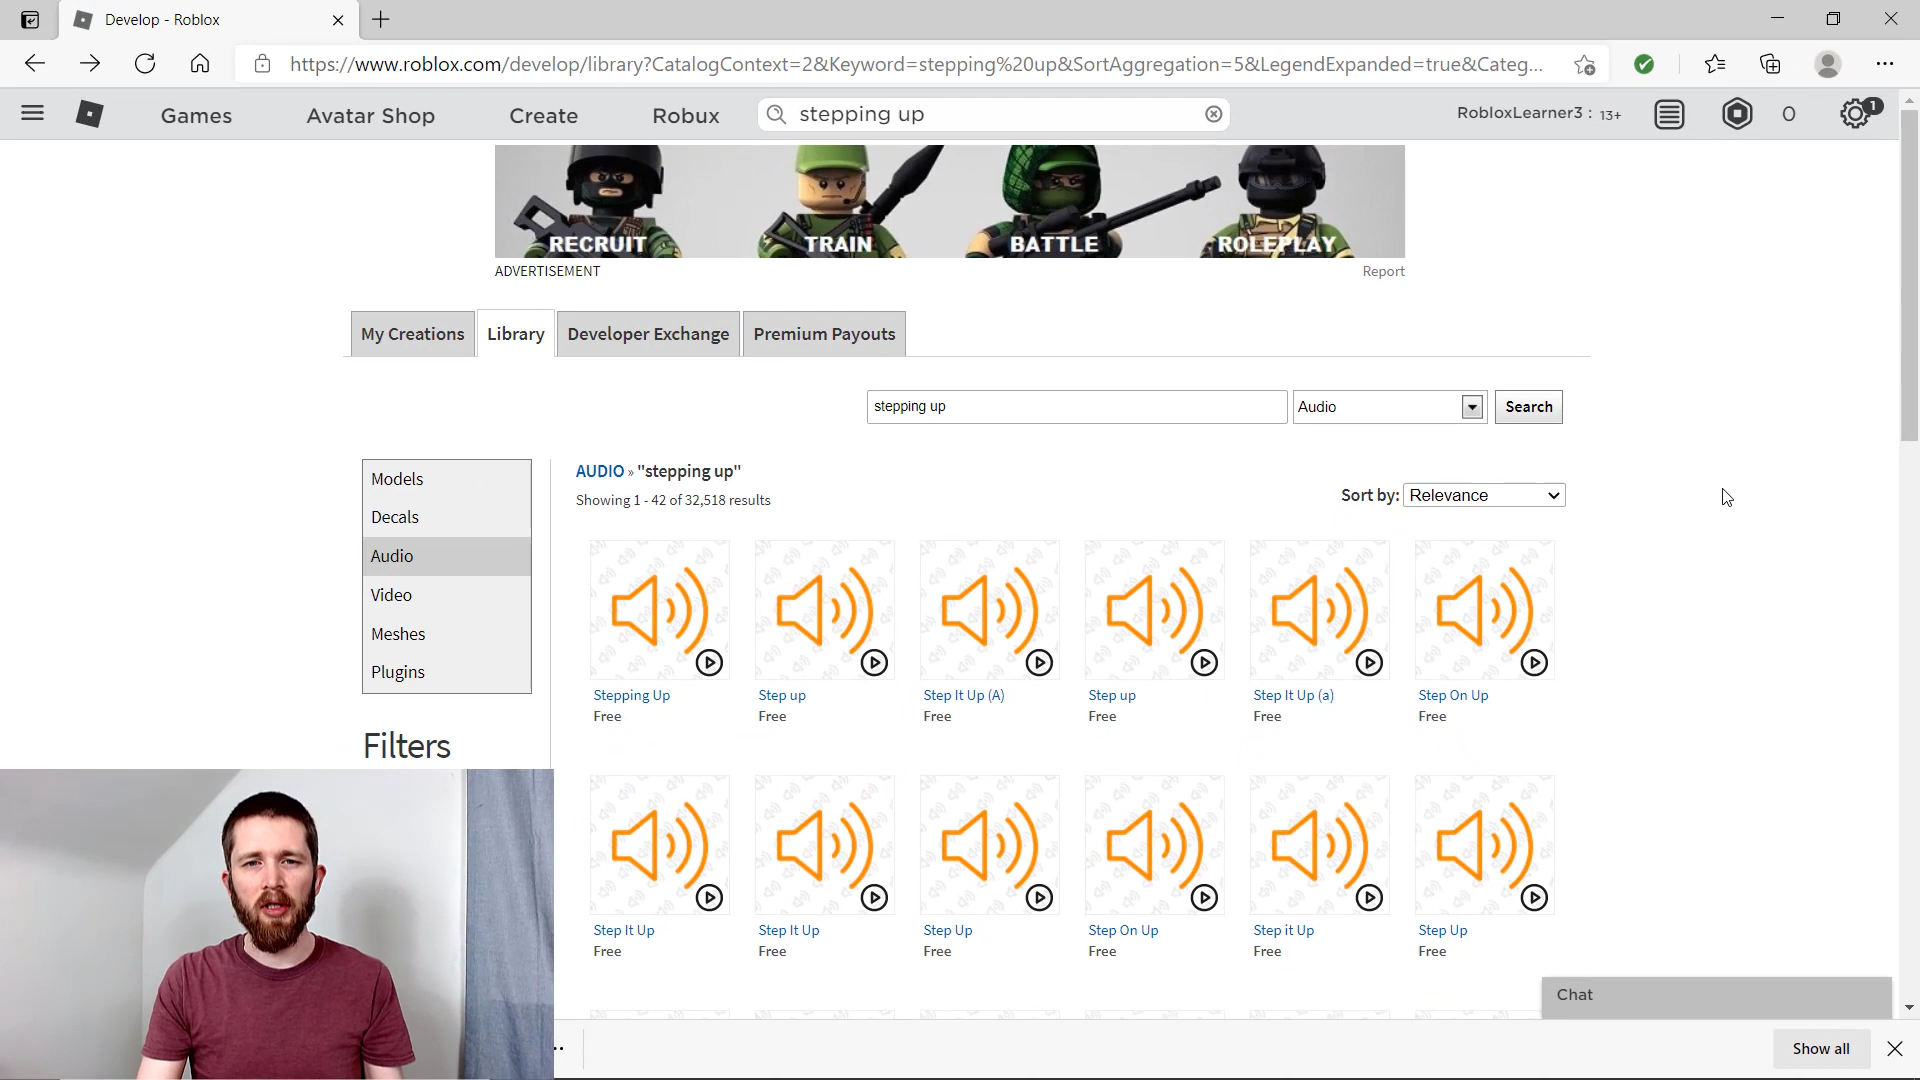 Develop - Roblox
https://www.roblox.com/develop/library?CatalogContext=2&Keyword=stepping%20up&SortAggregation=5&LegendExpanded=true&Categ...
Games Avatar Shop Create Robux stepping up RobloxLearner3 : 13+ 0 1
RECRUIT TRAIN BATTLE ROLEPLAY
ADVERTISEMENT Report
My Creations Library Developer Exchange Premium Payouts
stepping up Audio Search
Models
Decals
Audio
Video
Meshes
Plugins
Filters
AUDIO » "stepping up"
Showing 1 - 42 of 32,518 results
Sort by: Relevance
Stepping Up Step up Step It Up (A) Step up Step It Up (a) Step On Up
Free Free Free Free Free Free
Step It Up Step It Up Step Up Step On Up Step it Up Step Up
Free Free Free Free Free Free
Chat
Show all